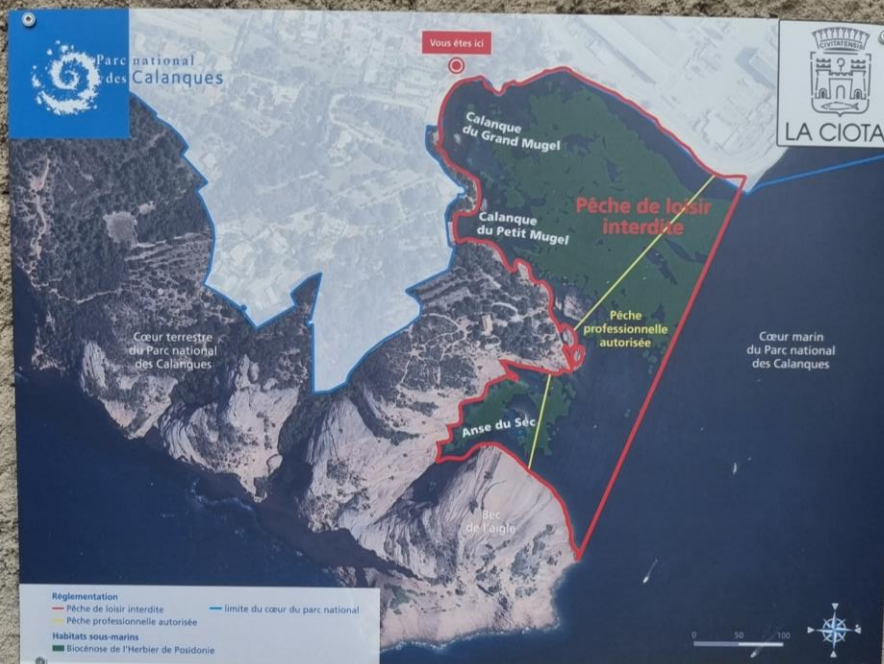 Parc national
des Calanques
Vous êtes ici
CIVITATENSIS
LA CIOTA
Calanque
du Grand Mugel
Calanque
du Petit Mugel
Pêche de loisir
interdite
Pêche
professionnelle
autorisée
Cœur terrestre
du Parc national
des Calanques
Cœur marin
du Parc national
des Calanques
Anse du Sec
Bec
de l'aigle
Réglementation
Pêche de loisir interdite
limite du cœur du parc national
Pêche professionnelle autorisée
Habitats sous-marins
Biocénose de l'Herbier de Posidonie
0 50 100